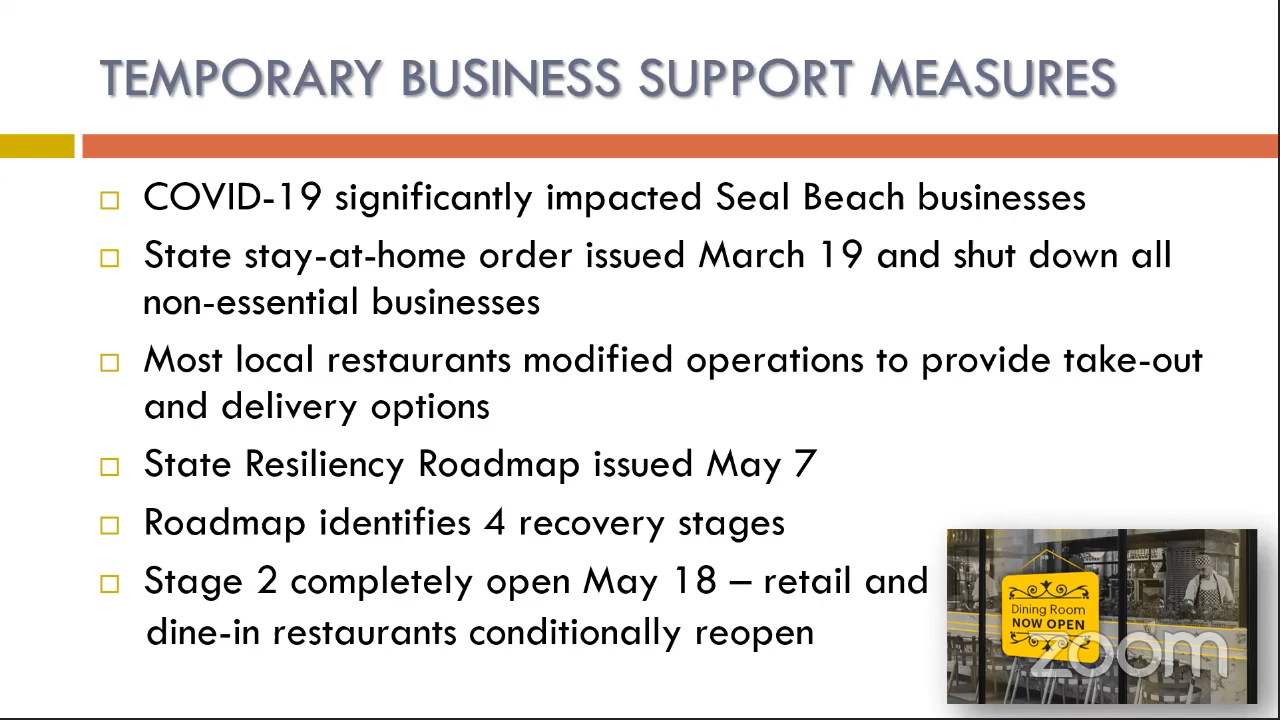 TEMPORARY BUSINESS SUPPORT MEASURES
COVID-19 significantly impacted Seal Beach businesses
State stay-at-home order issued March 19 and shut down all
non-essential businesses
Most local restaurants modified operations to provide take-out
and delivery options
State Resiliency Roadmap issued May 7
Roadmap identifies 4 recovery stages
Stage 2 completely open May 18 – retail and
dine-in restaurants conditionally reopen
Dining Room
NOW OPEN
zoom